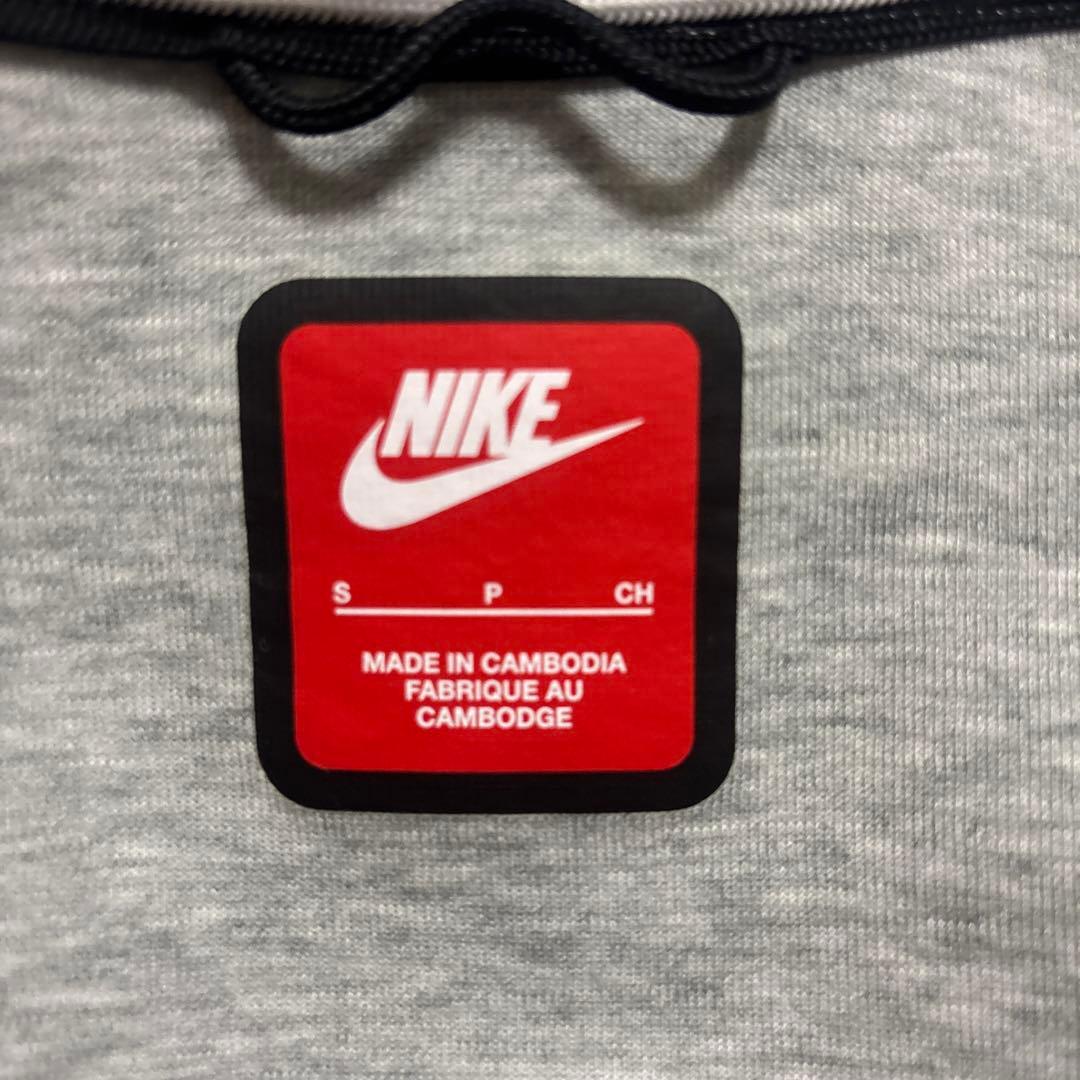 NIKE
S P CH
MADE IN CAMBODIA
FABRIQUE AU
CAMBODGE